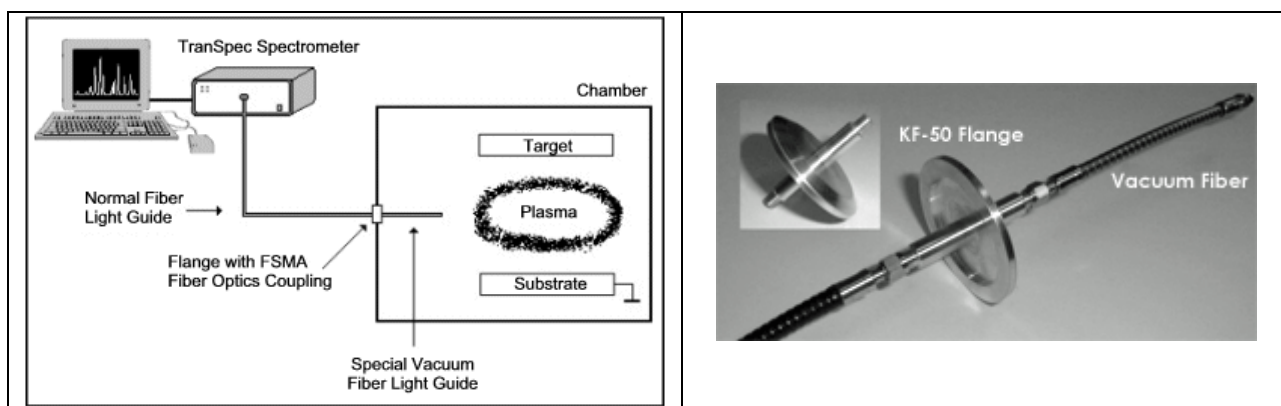 TranSpec Spectrometer
Chamber
Target
Normal Fiber
Light Guide
Plasma
Flange with FSMA
Fiber Optics Coupling
Substrate
Special Vacuum
Fiber Light Guide
KF-50 Flange
Vacuum Fiber